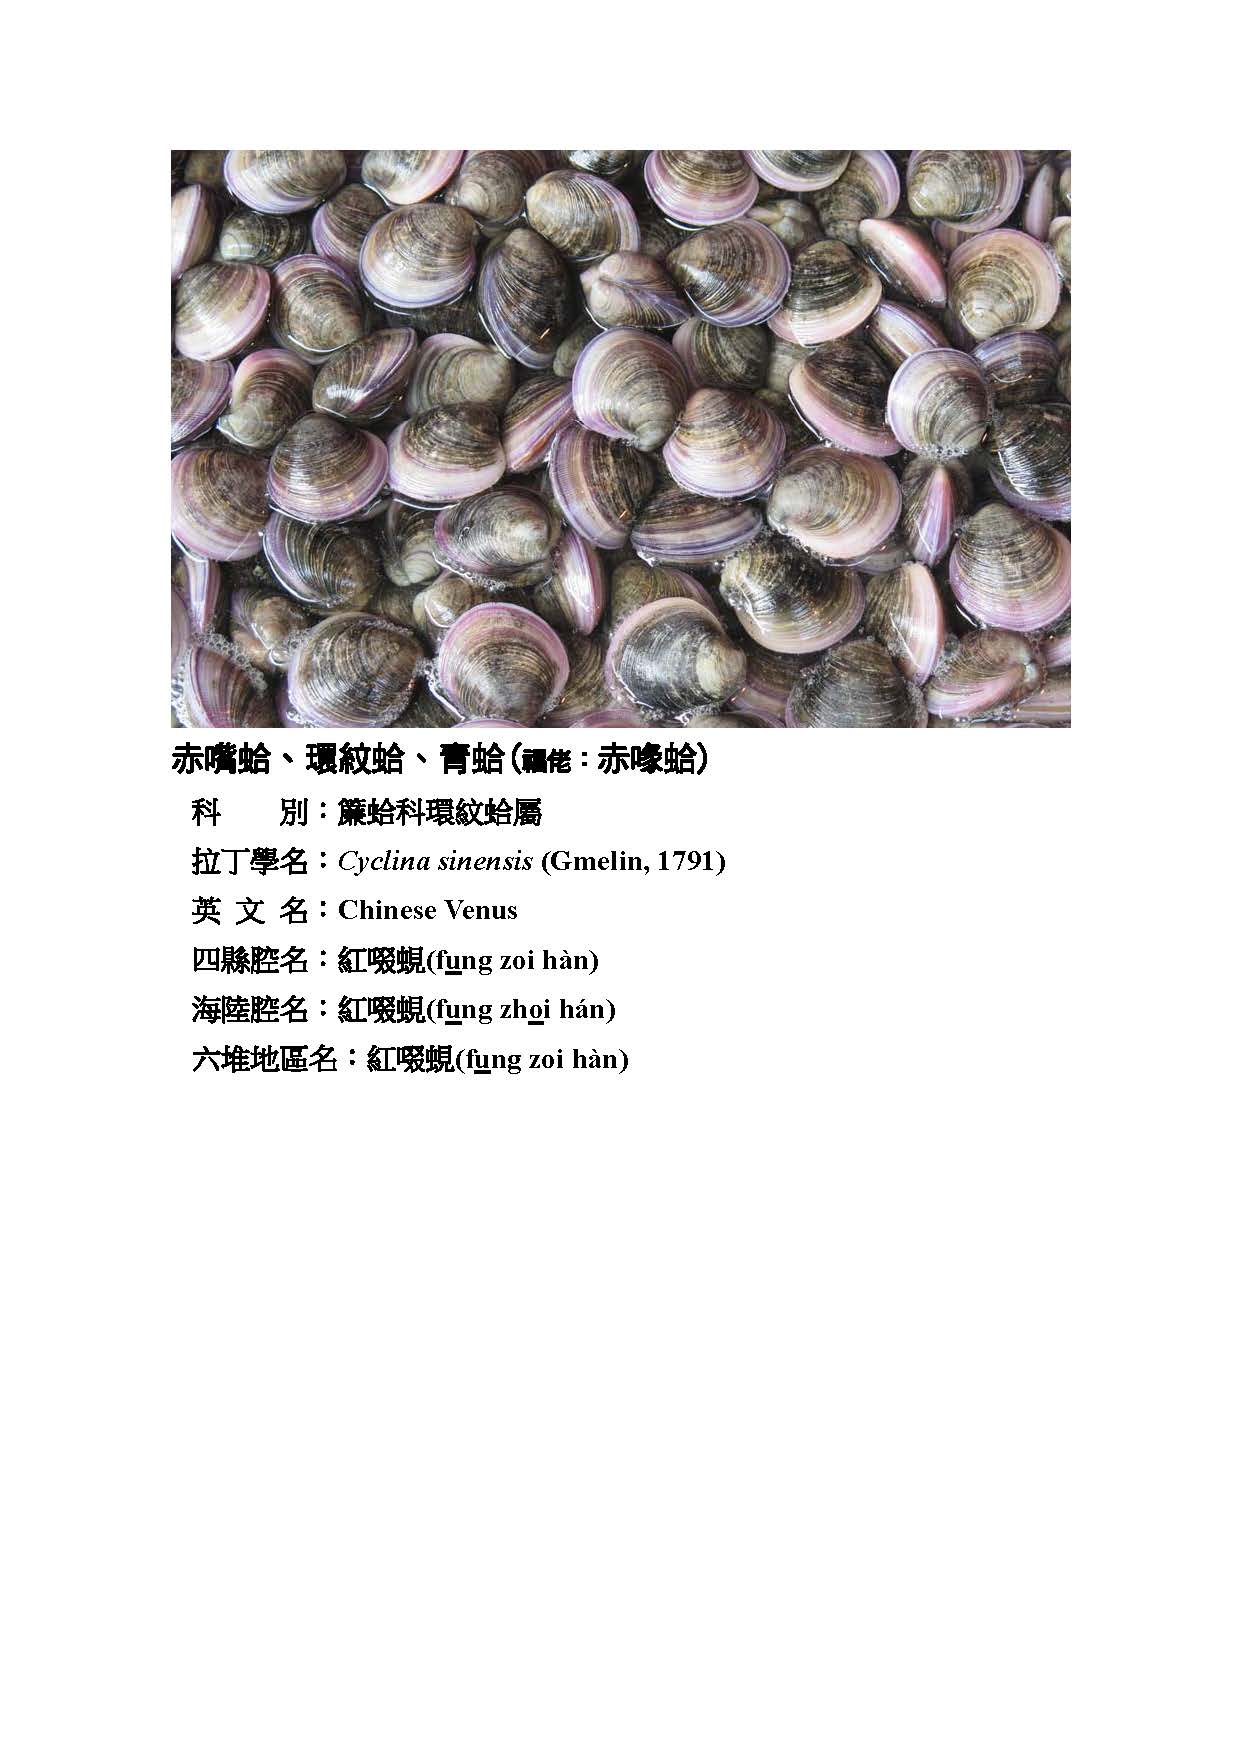 赤嘴蛤、環紋蛤、青蛤(福佬：赤喙蛤)
科　　別：簾蛤科環紋蛤屬
拉丁學名：Cyclina sinensis (Gmelin, 1791)
英 文 名：Chinese Venus
四縣腔名：紅啜蜆(fung zoi hàn)
海陸腔名：紅啜蜆(fung zhoi hán)
六堆地區名：紅啜蜆(fung zoi hàn)